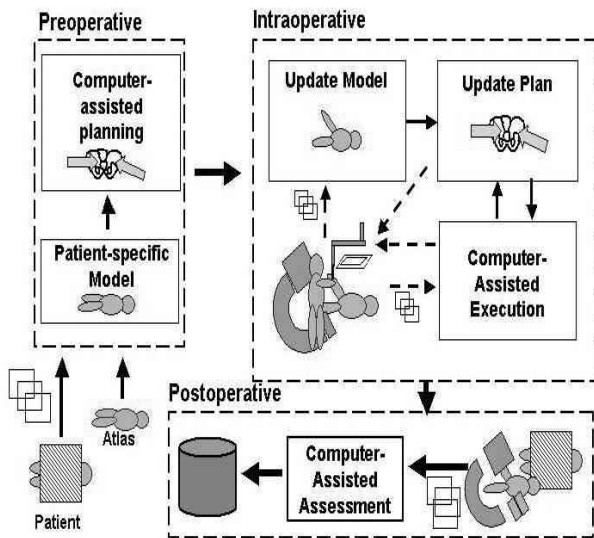 Preoperative
Computer-
assisted
planning
Patient-specific
Model
Atlas
Patient
Intraoperative
Update Model
Update Plan
Computer-
Assisted
Execution
Postoperative
Computer-
Assisted
Assessment